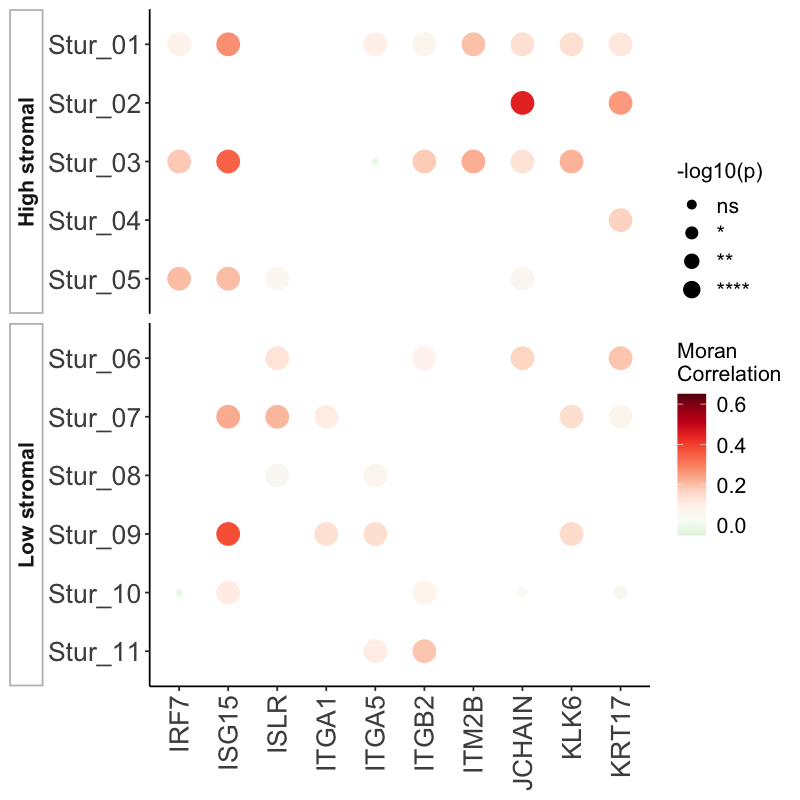 High stromal
Stur_01
Stur_02
Stur_03
Stur_04
Stur_05
Low stromal
Stur_06
Stur_07
Stur_08
Stur_09
Stur_10
Stur_11
IRF7
ISG15
ISLR
ITGA1
ITGA5
ITGB2
ITM2B
JCHAIN
KLK6
KRT17
-log10(p)
ns
*
**
****
Moran
Correlation
0.6
0.4
0.2
0.0